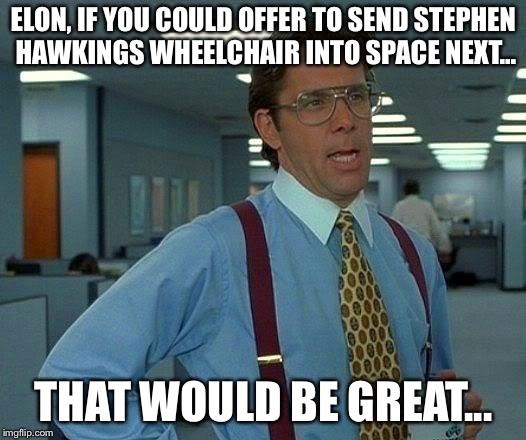 ELON, IF YOU COULD OFFER TO SEND STEPHEN
HAWKINGS WHEELCHAIR INTO SPACE NEXT...
THAT WOULD BE GREAT...
imgflip.com